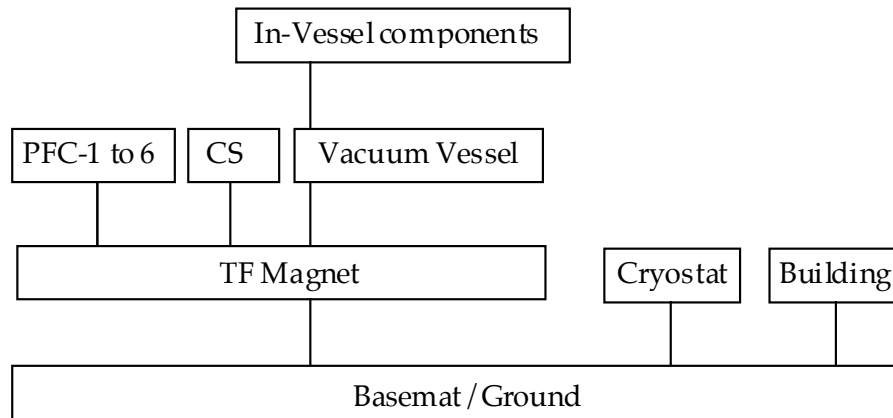 In-Vessel components
PFC-1 to 6
CS
Vacuum Vessel
TF Magnet
Cryostat
Building
Basemat / Ground